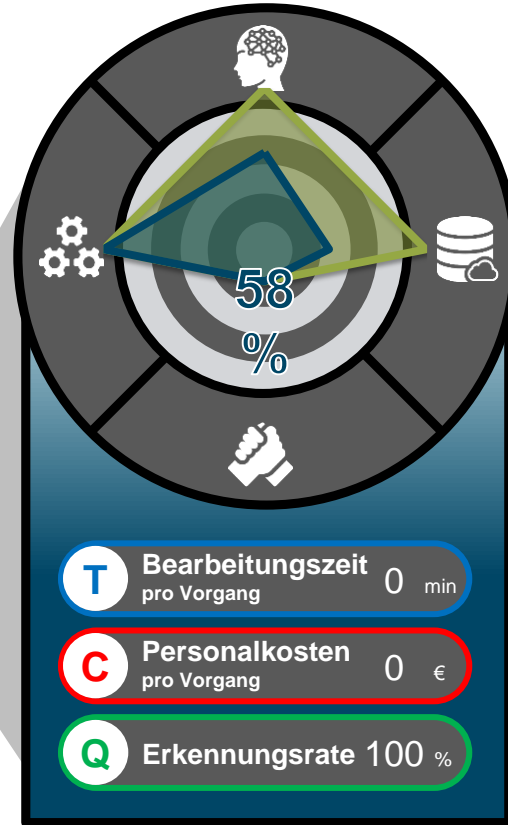 58
%
T Bearbeitungszeit 0 min
pro Vorgang
C Personalkosten 0 €
pro Vorgang
Q Erkennungsrate 100 %